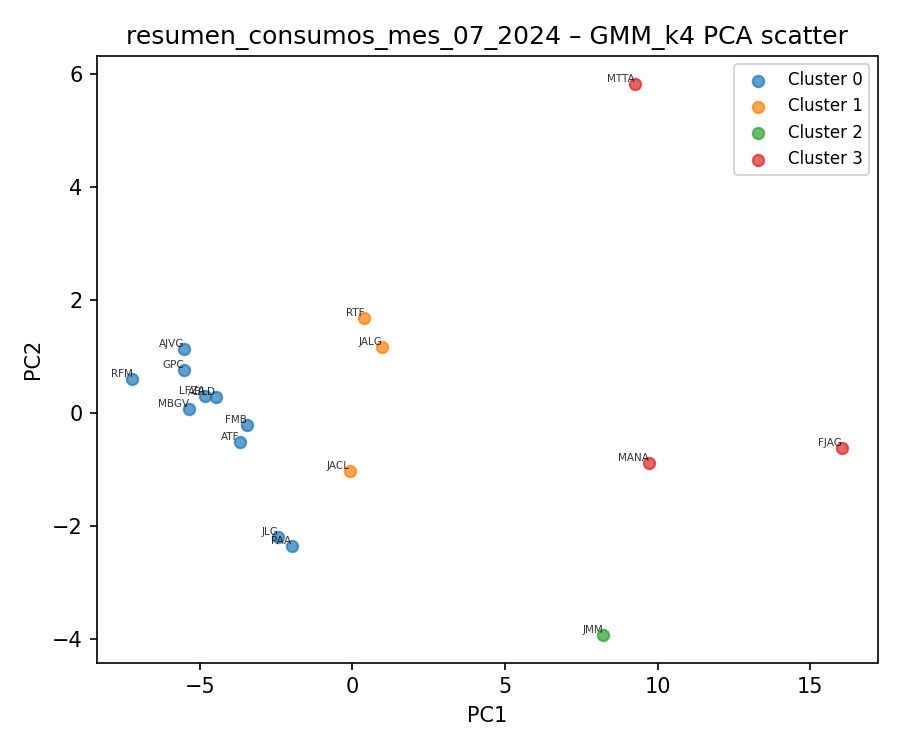 resumen_consumos_mes_07_2024 – GMM_k4 PCA scatter
Cluster 0
Cluster 1
Cluster 2
Cluster 3
MTTA
RTF
JALG
AJVG
GPC
RFM
MBGV
FMB
ATF
JACL
JLG
PAA
MANA
FJAG
JMM
6
4
2
0
−2
−4
PC2
−5
0
5
10
15
PC1